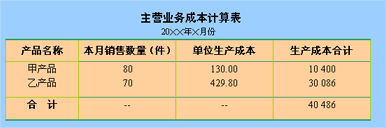 主营业务成本计算表
20××年×月份
产品名称 本月销售数量（件） 单位生产成本 生产成本合计
甲产品 80 130.00 10 400
乙产品 70 429.80 30 086
合 计 -- -- 40 486